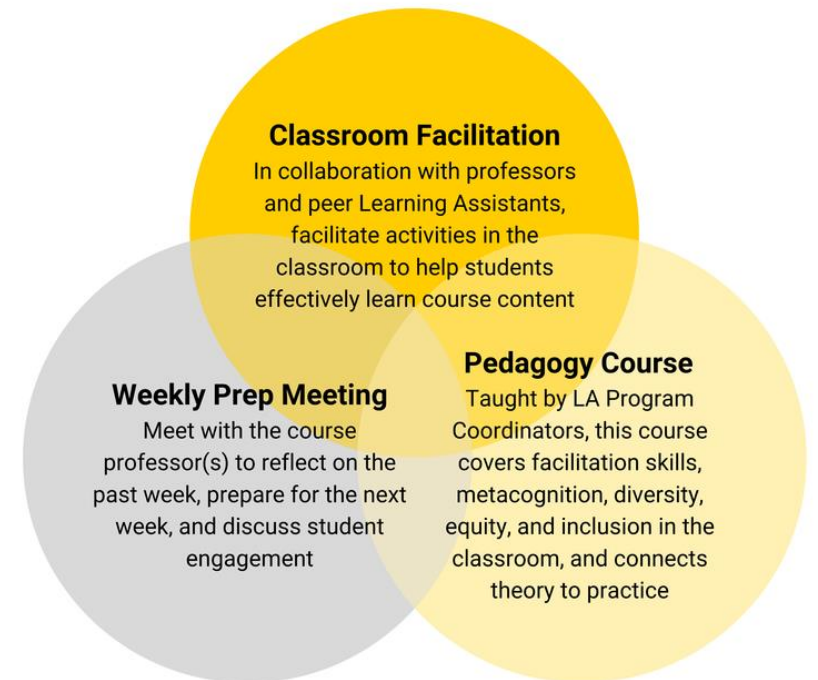 Classroom Facilitation
In collaboration with professors
and peer Learning Assistants,
facilitate activities in the
classroom to help students
effectively learn course content
Weekly Prep Meeting
Meet with the course
professor(s) to reflect on the
past week, prepare for the next
week, and discuss student
engagement
Pedagogy Course
Taught by LA Program
Coordinators, this course
covers facilitation skills,
metacognition, diversity,
equity, and inclusion in the
classroom, and connects
theory to practice